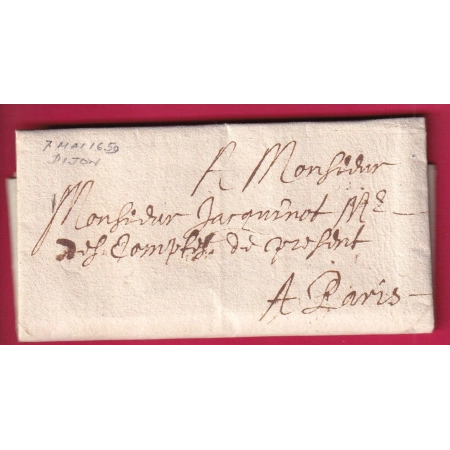 7 MAI 1659
DIJON
A Monsieur
Monsieur Jacquinot Me
des comptes de present
A Paris